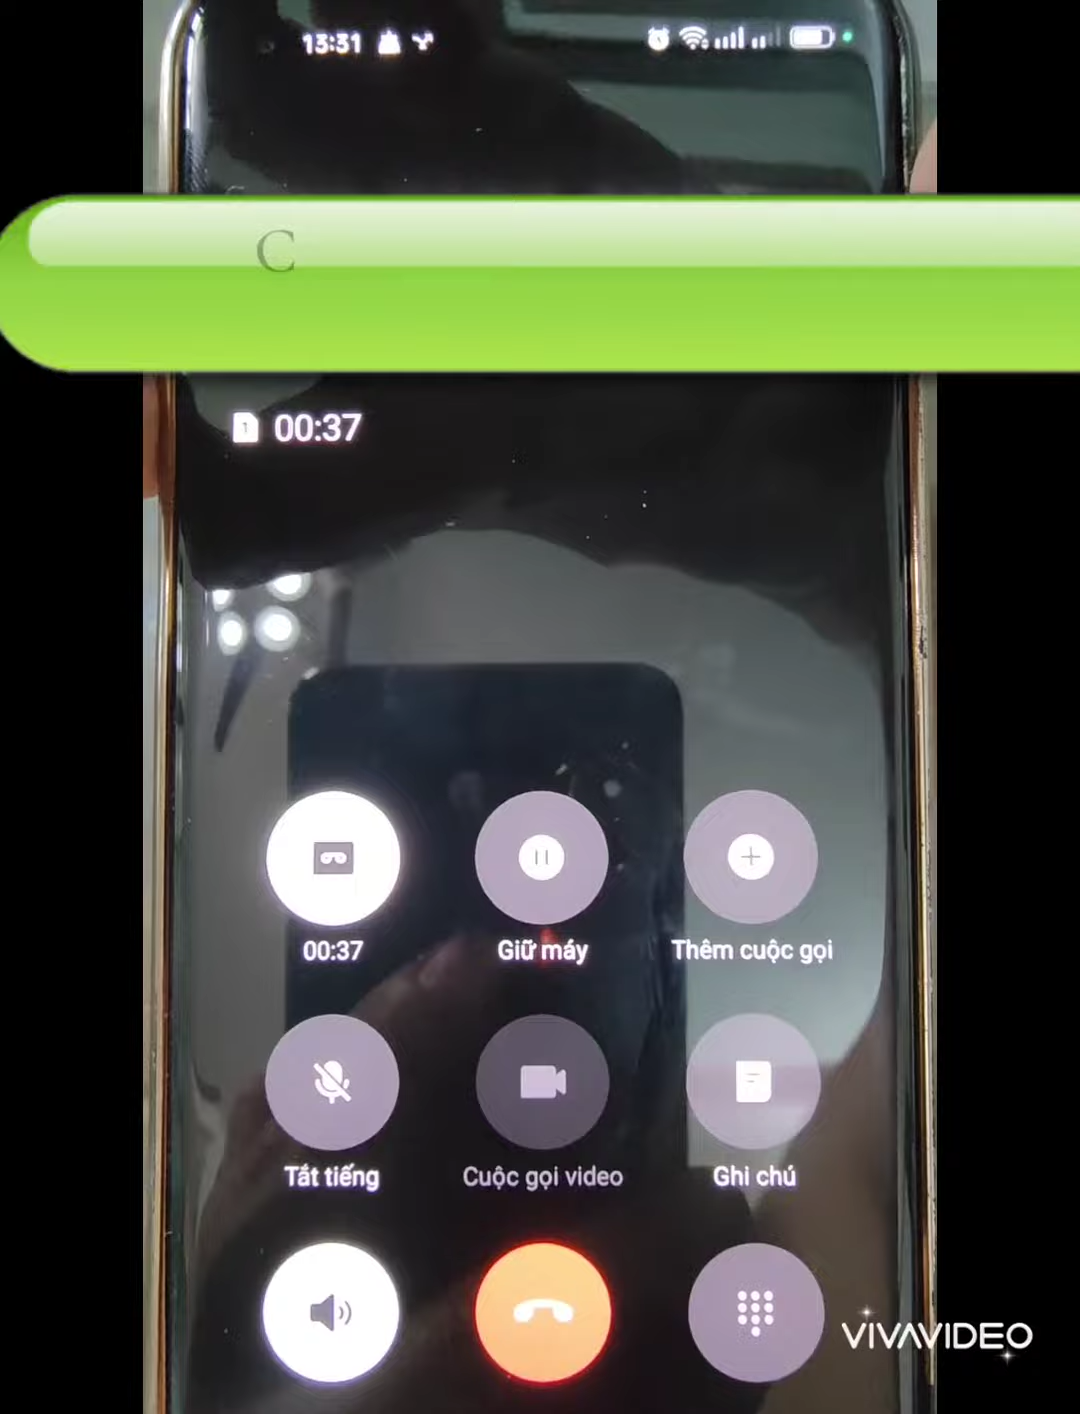 13:31
C
1 00:37
00:37
Giữ máy
Thêm cuộc gọi
Tắt tiếng
Cuộc gọi video
Ghi chú
VIVAVIDEO